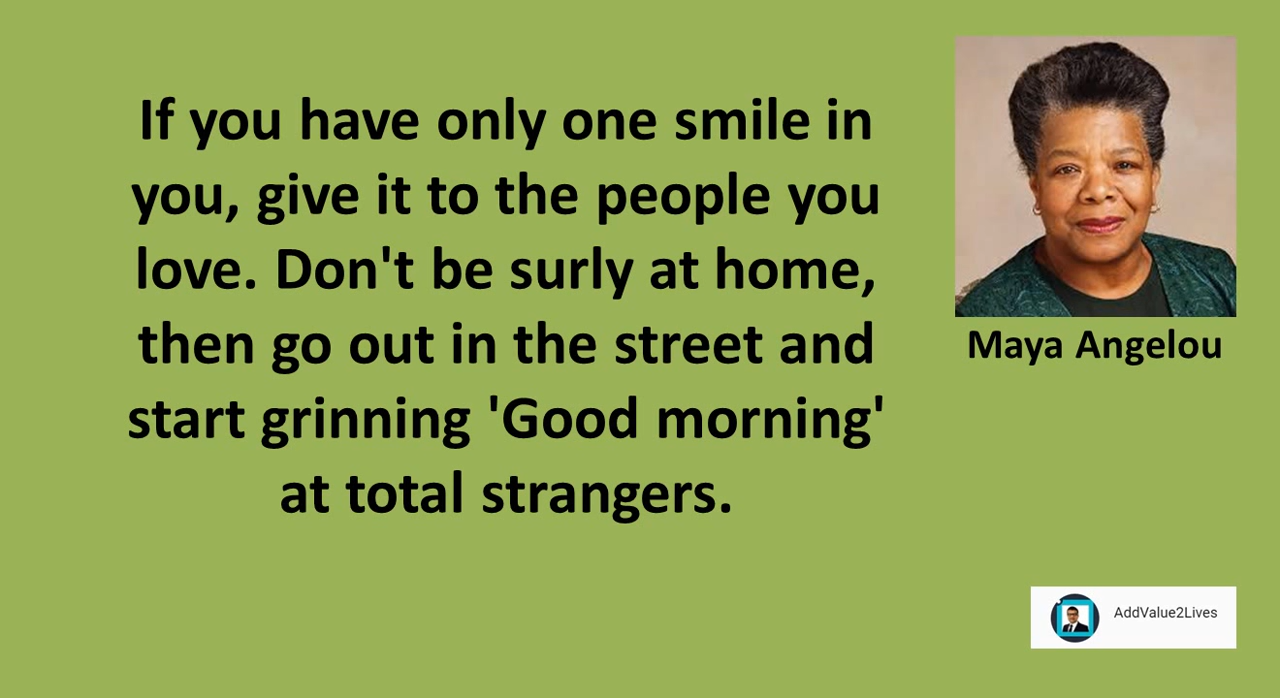 If you have only one smile in
you, give it to the people you
love. Don't be surly at home,
then go out in the street and
start grinning 'Good morning'
at total strangers.
Maya Angelou
AddValue2Lives